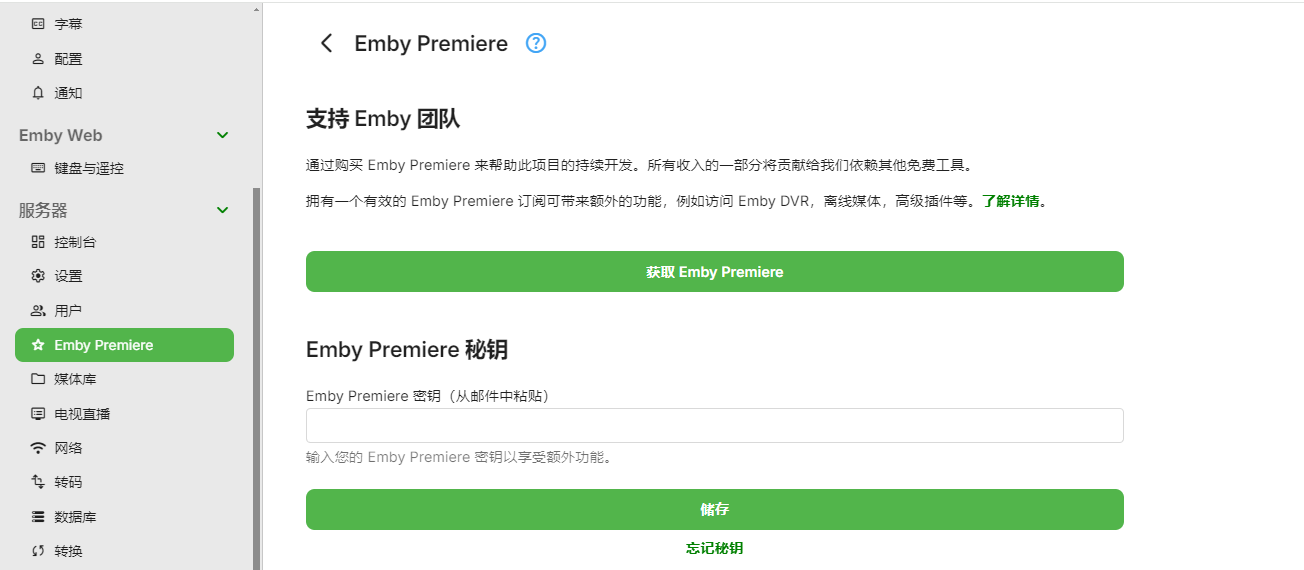 字幕
配置
通知
Emby Web
键盘与遥控
服务器
控制台
设置
用户
Emby Premiere
媒体库
电视直播
网络
转码
数据库
转换
Emby Premiere
支持 Emby 团队
通过购买 Emby Premiere 来帮助此项目的持续开发。所有收入的一部分将贡献给我们依赖其他免费工具。
拥有一个有效的 Emby Premiere 订阅可带来额外的功能，例如访问 Emby DVR，离线媒体，高级插件等。了解详情。
获取 Emby Premiere
Emby Premiere 秘钥
Emby Premiere 密钥（从邮件中粘贴）
输入您的 Emby Premiere 密钥以享受额外功能。
储存
忘记秘钥